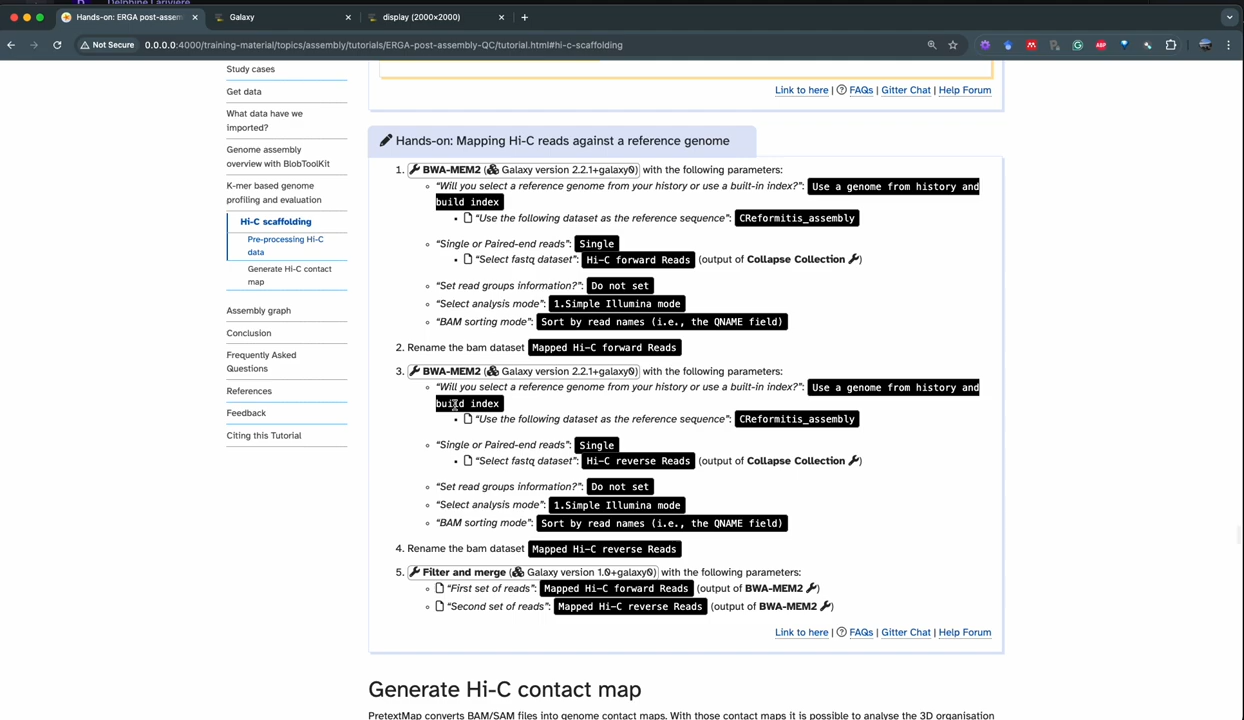 Delphine Lariviere
Hands-on: ERGA post-assem
Galaxy
display (2000×2000)
Not Secure
0.0.0.0:4000/training-material/topics/assembly/tutorials/ERGA-post-assembly-QC/tutorial.html#hi-c-scaffolding
Study cases
Get data
What data have we
imported?
Genome assembly
overview with BlobToolKit
K-mer based genome
profiling and estimation
Hi-C scaffolding
Pre-processing Hi-C
data
Generate Hi-C contact
map
Assembly graph
Conclusion
Frequently Asked
Questions
References
Feedback
Citing this Tutorial
Link to here | FAQs | Gitter Chat | Help Forum
Hands-on: Mapping Hi-C reads against a reference genome
1. BWA-MEM2 ( Galaxy version 2.2.1+galaxy0) with the following parameters:
“Will you select a reference genome from your history or use a built-in index?”: Use a genome from history and
build index
“Use the following dataset as the reference sequence”: CReformitis_assembly
“Single or Paired-end reads”: Single
“Select fastq dataset”: Hi-C forward Reads (output of Collapse Collection )
“Set read groups information?”: Do not set
“Select analysis mode”: 1.Simple Illumina mode
“BAM sorting mode”: Sort by read names (i.e., the QNAME field)
2. Rename the bam dataset Mapped Hi-C forward Reads
3. BWA-MEM2 ( Galaxy version 2.2.1+galaxy0) with the following parameters:
“Will you select a reference genome from your history or use a built-in index?”: Use a genome from history and
build index
“Use the following dataset as the reference sequence”: CReformitis_assembly
“Single or Paired-end reads”: Single
“Select fastq dataset”: Hi-C reverse Reads (output of Collapse Collection )
“Set read groups information?”: Do not set
“Select analysis mode”: 1.Simple Illumina mode
“BAM sorting mode”: Sort by read names (i.e., the QNAME field)
4. Rename the bam dataset Mapped Hi-C reverse Reads
5. Filter and merge ( Galaxy version 1.0+galaxy0) with the following parameters:
“First set of reads”: Mapped Hi-C forward Reads (output of BWA-MEM2 )
“Second set of reads”: Mapped Hi-C reverse Reads (output of BWA-MEM2 )
Link to here | FAQs | Gitter Chat | Help Forum
Generate Hi-C contact map
PretextMap converts BAM/SAM files into genome contact maps. With those contact maps it is possible to analyse the 3D organisation